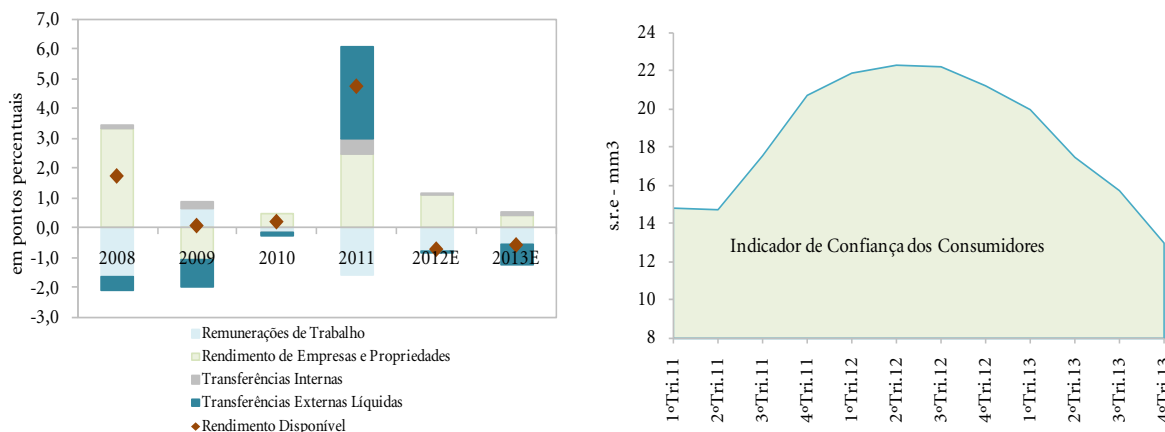 7,0
6,0
5,0
4,0
3,0
2,0
1,0
0,0
-1,0
-2,0
-3,0
em pontos percentuais
2008 2009 2010 2011 2012E 2013E
Remunerações de Trabalho
Rendimento de Empresas e Propriedades
Transferências Internas
Transferências Externas Líquidas
Rendimento Disponível
24
22
20
18
16
14
12
10
8
s.r.e - mm3
Indicador de Confiança dos Consumidores
1ºTri.11
2ºTri.11
3ºTri.11
4ºTri.11
1ºTri.12
2ºTri.12
3ºTri.12
4ºTri.12
1ºTri.13
2ºTri.13
3ºTri.13
4ºTri.13